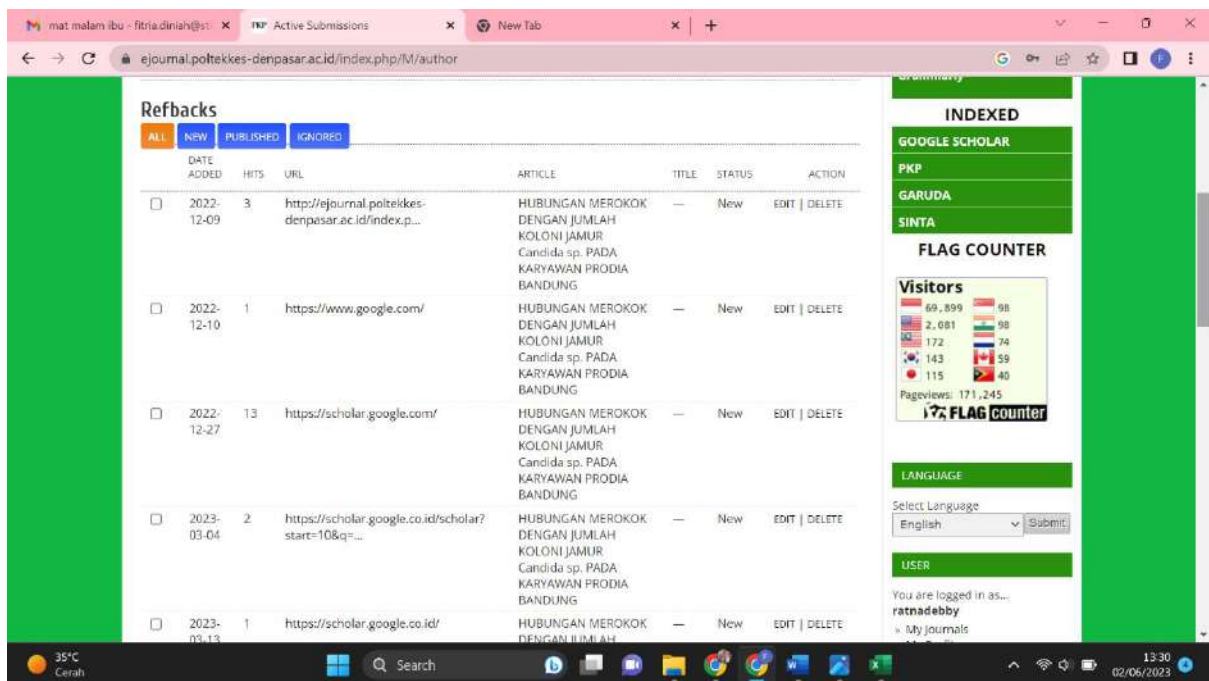 mat malam ibu - fitria.diniah@st
PKP Active Submissions
New Tab
ejournal.poltekkes-denpasar.ac.id/index.php/M/author
Refbacks
ALL NEW PUBLISHED IGNORED
DATE ADDED HITS URL ARTICLE TITLE STATUS ACTION
2022-12-09 3 http://ejournal.poltekkes-denpasar.ac.id/index.p... HUBUNGAN MEROKOK — New EDIT | DELETE
DENGAN JUMLAH
KOLONI JAMUR
Candida sp. PADA
KARYAWAN PRODIA
BANDUNG
2022-12-10 1 https://www.google.com/ HUBUNGAN MEROKOK — New EDIT | DELETE
DENGAN JUMLAH
KOLONI JAMUR
Candida sp. PADA
KARYAWAN PRODIA
BANDUNG
2022-12-27 13 https://scholar.google.com/ HUBUNGAN MEROKOK — New EDIT | DELETE
DENGAN JUMLAH
KOLONI JAMUR
Candida sp. PADA
KARYAWAN PRODIA
BANDUNG
2023-03-04 2 https://scholar.google.co.id/scholar?start=10&q=... HUBUNGAN MEROKOK — New EDIT | DELETE
DENGAN JUMLAH
KOLONI JAMUR
Candida sp. PADA
KARYAWAN PRODIA
BANDUNG
2023-03-13 1 https://scholar.google.co.id/ HUBUNGAN MEROKOK — New EDIT | DELETE
DENGAN JUMLAH
Grammarly
INDEXED
GOOGLE SCHOLAR
PKP
GARUDA
SINTA
FLAG COUNTER
Visitors
69,899 98
2,081 98
172 74
143 59
115 40
Pageviews: 171,245
FLAG counter
LANGUAGE
Select Language
English Submit
USER
You are logged in as...
ratnadebby
» My Journals
35°C
Cerah
Search
13:30
02/06/2023